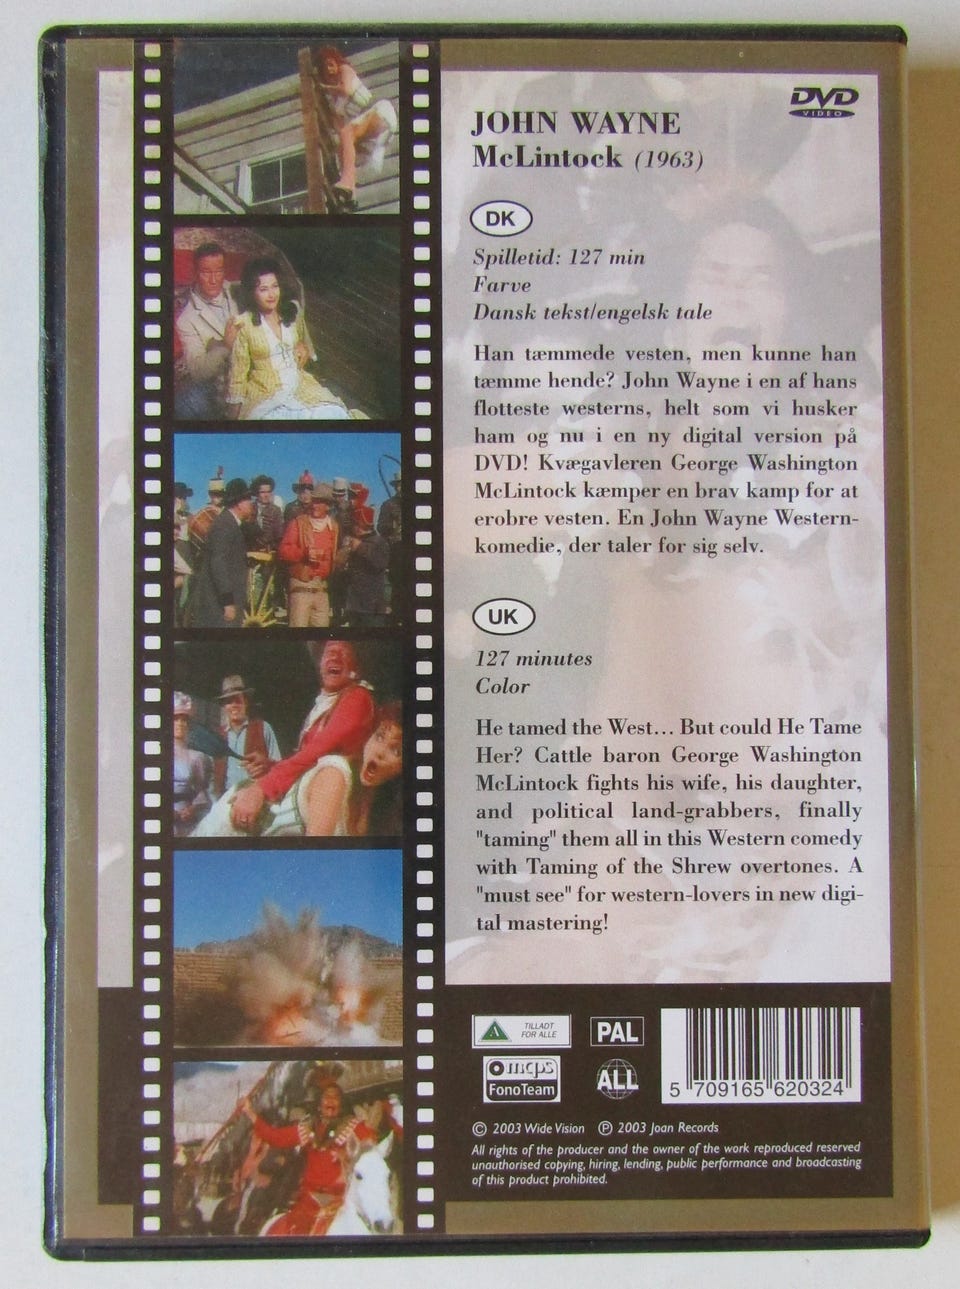 DVD
VIDEO
JOHN WAYNE
McLintock (1963)
DK
Spilletid: 127 min
Farve
Dansk tekst/engelsk tale
Han tæmmede vesten, men kunne han
tæmme hende? John Wayne i en af hans
flotteste westerns, helt som vi husker
ham og nu i en ny digital version på
DVD! Kvægavleren George Washington
McLintock kæmper en brav kamp for at
erobre vesten. En John Wayne Western-
komedie, der taler for sig selv.
UK
127 minutes
Color
He tamed the West... But could He Tame
Her? Cattle baron George Washington
McLintock fights his wife, his daughter,
and political land-grabbers, finally
"taming" them all in this Western comedy
with Taming of the Shrew overtones. A
"must see" for western-lovers in new digi-
tal mastering!
A TILLADT
FOR ALLE
PAL
mcps
FonoTeam
ALL
5 709165 620324
© 2003 Wide Vision ℗ 2003 Joan Records
All rights of the producer and the owner of the work reproduced reserved
unauthorised copying, hiring, lending, public performance and broadcasting
of this product prohibited.